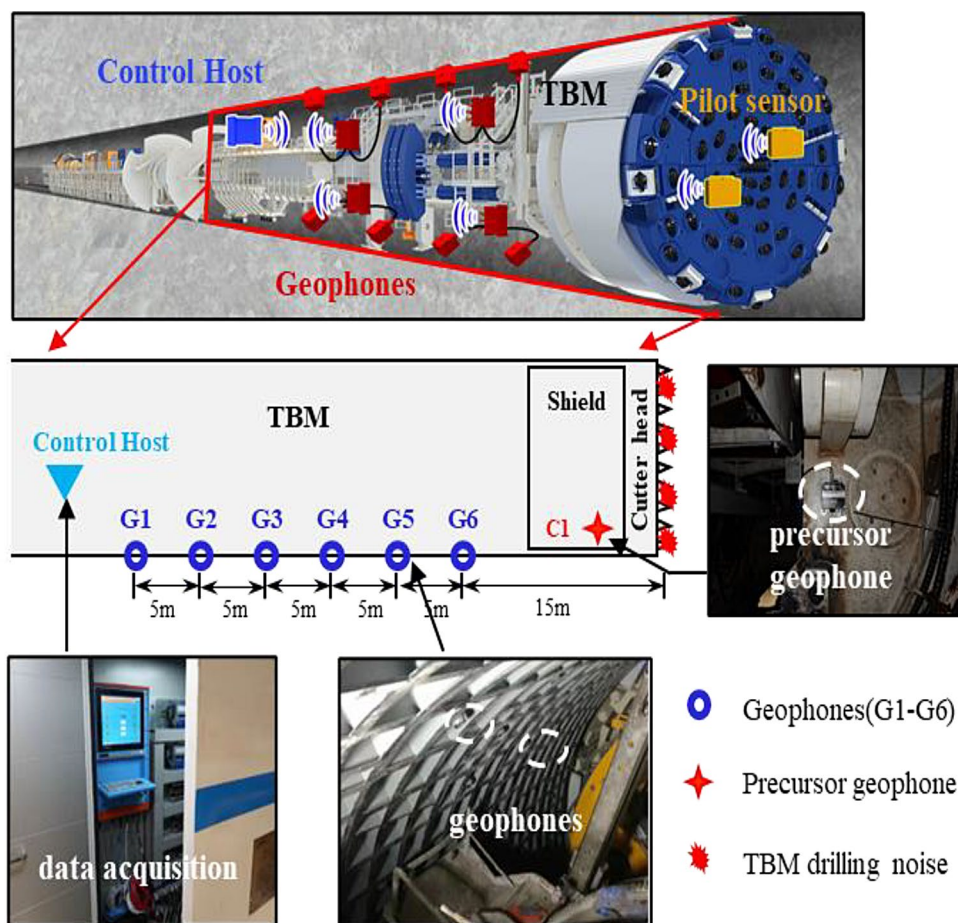 Control Host
TBM
Pilot sensor
Geophones
TBM
Shield
Cutter head
Control Host
G1 G2 G3 G4 G5 G6
C1
5m 5m 5m 5m 5m 15m
precursor
geophone
data acquisition
geophones
Geophones(G1-G6)
Precursor geophone
TBM drilling noise